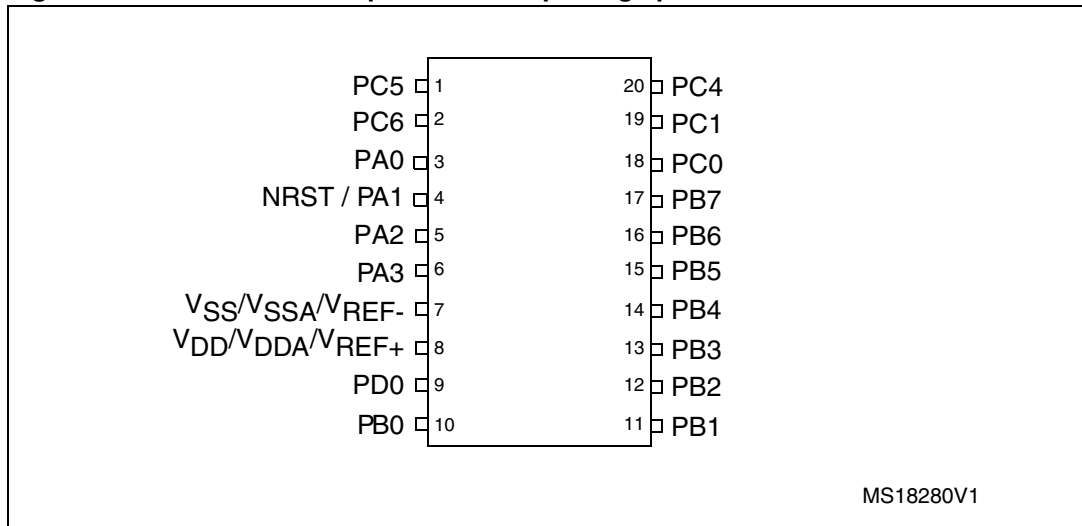 PC5 1 20 PC4
PC6 2 19 PC1
PA0 3 18 PC0
NRST / PA1 4 17 PB7
PA2 5 16 PB6
PA3 6 15 PB5
VSS/VSSA/VREF- 7 14 PB4
VDD/VDDA/VREF+ 8 13 PB3
PD0 9 12 PB2
PB0 10 11 PB1
MS18280V1